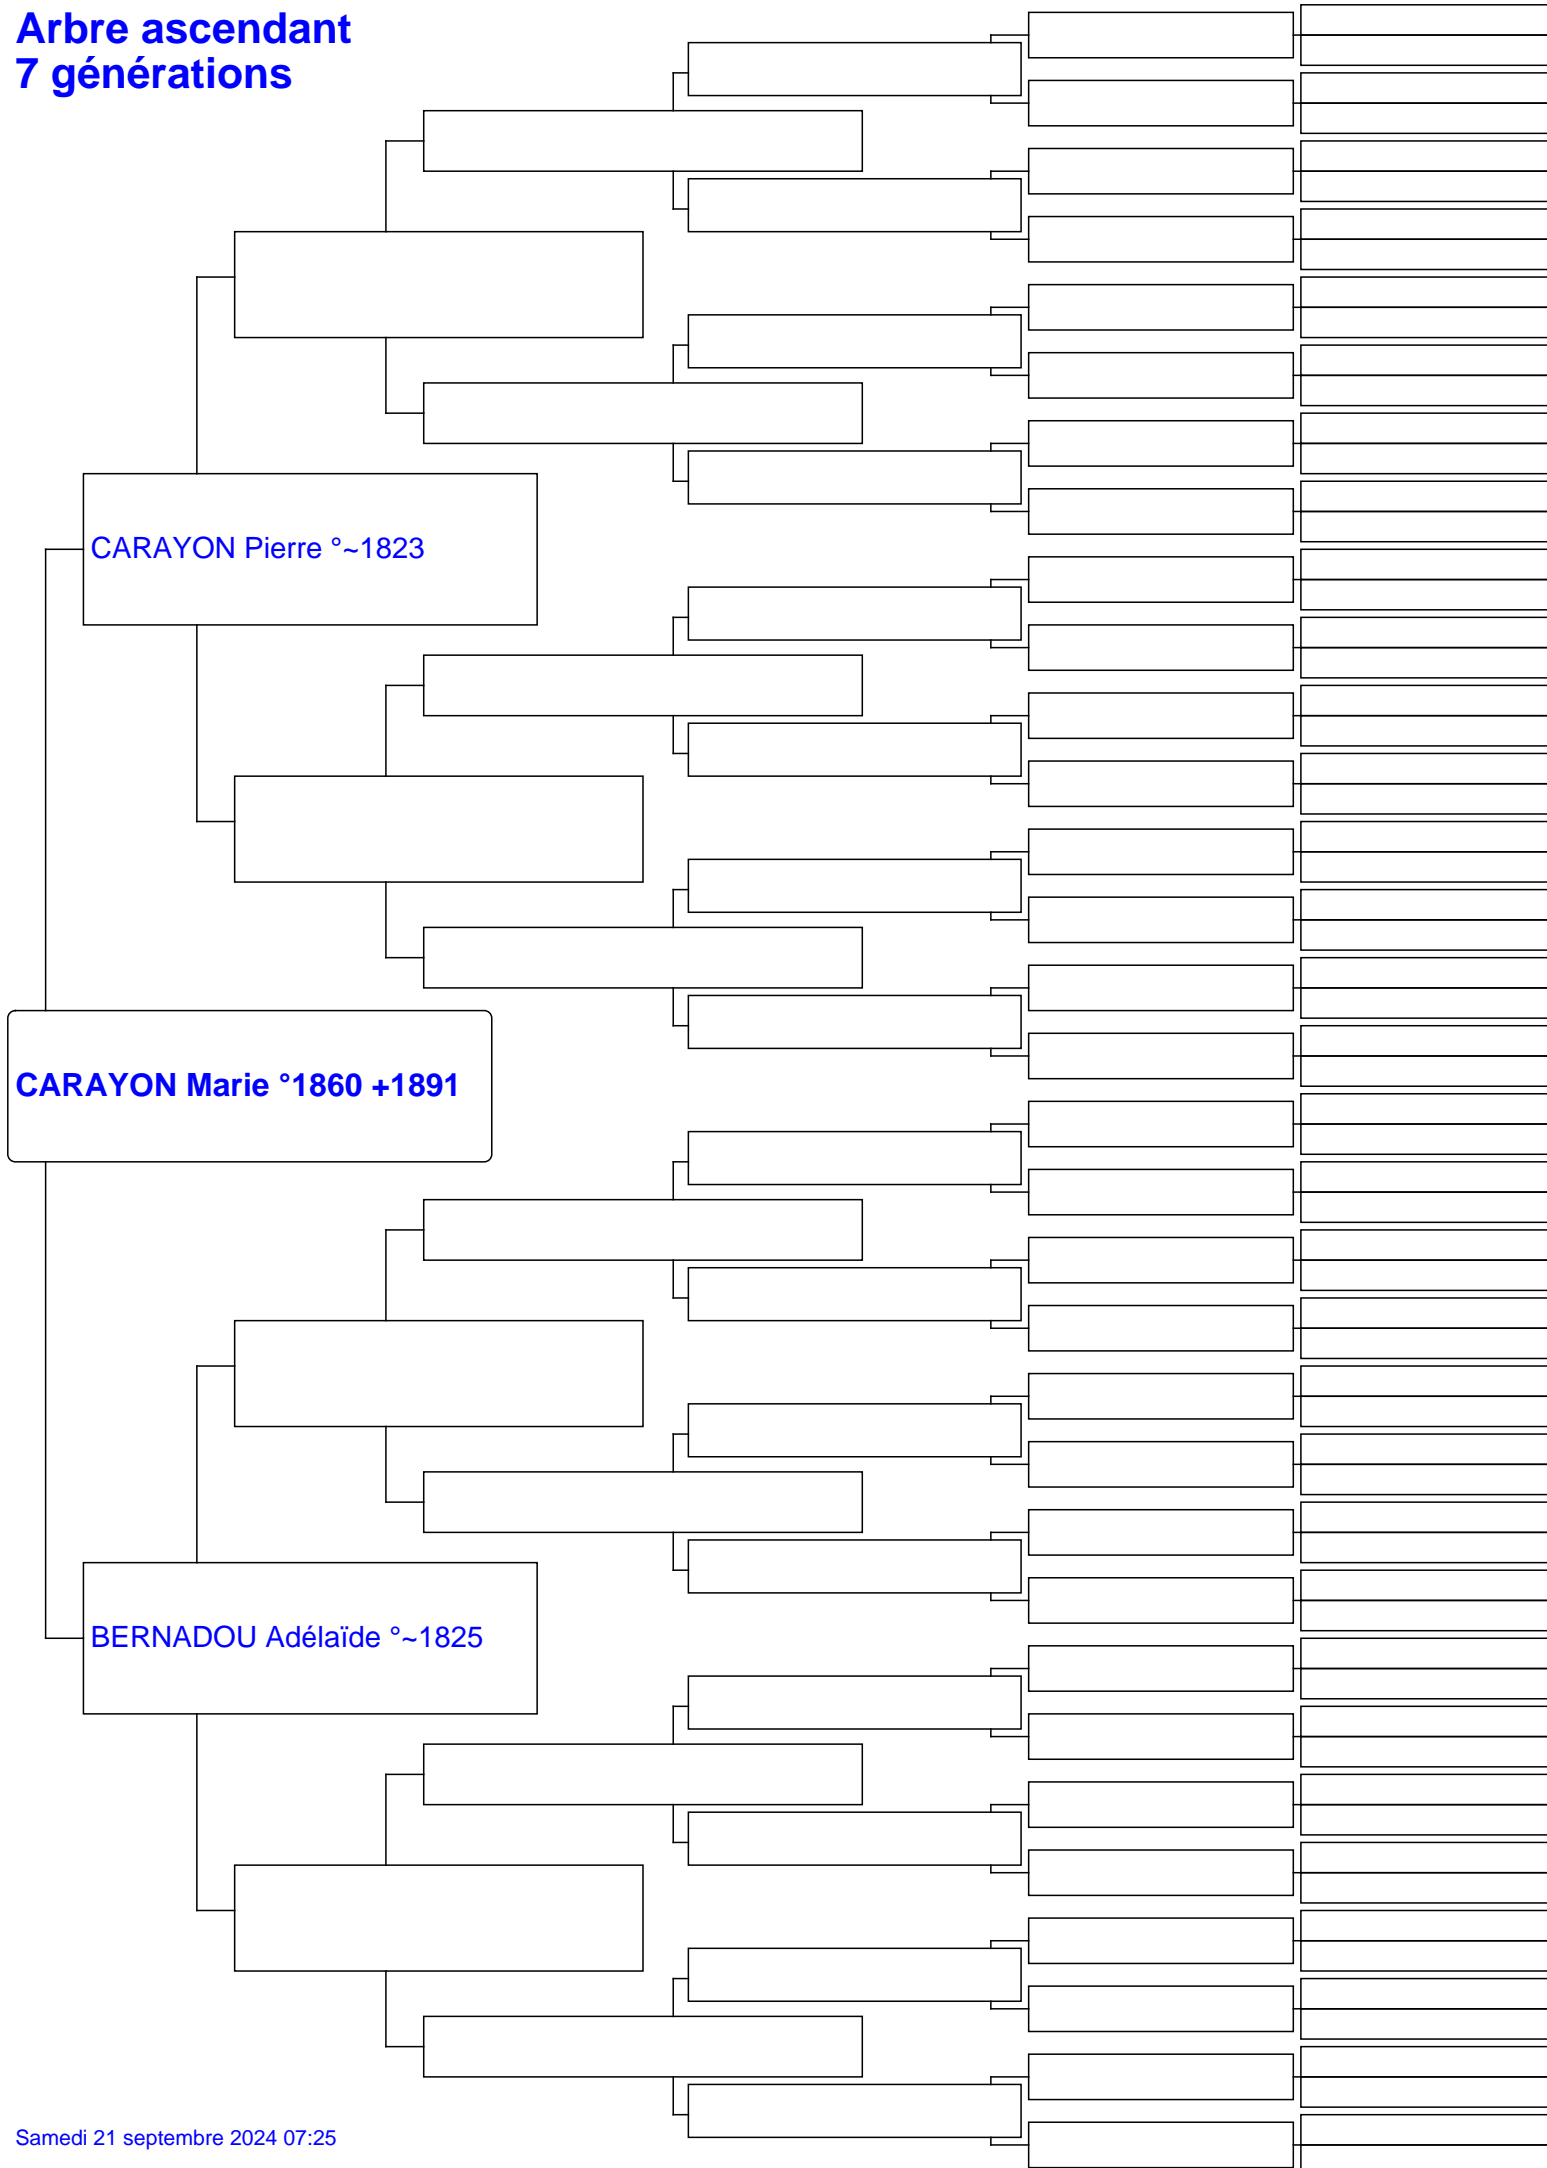 Arbre ascendant
7 générations
CARAYON Pierre °~1823
CARAYON Marie °1860 +1891
BERNADOU Adélaïde °~1825
Samedi 21 septembre 2024 07:25